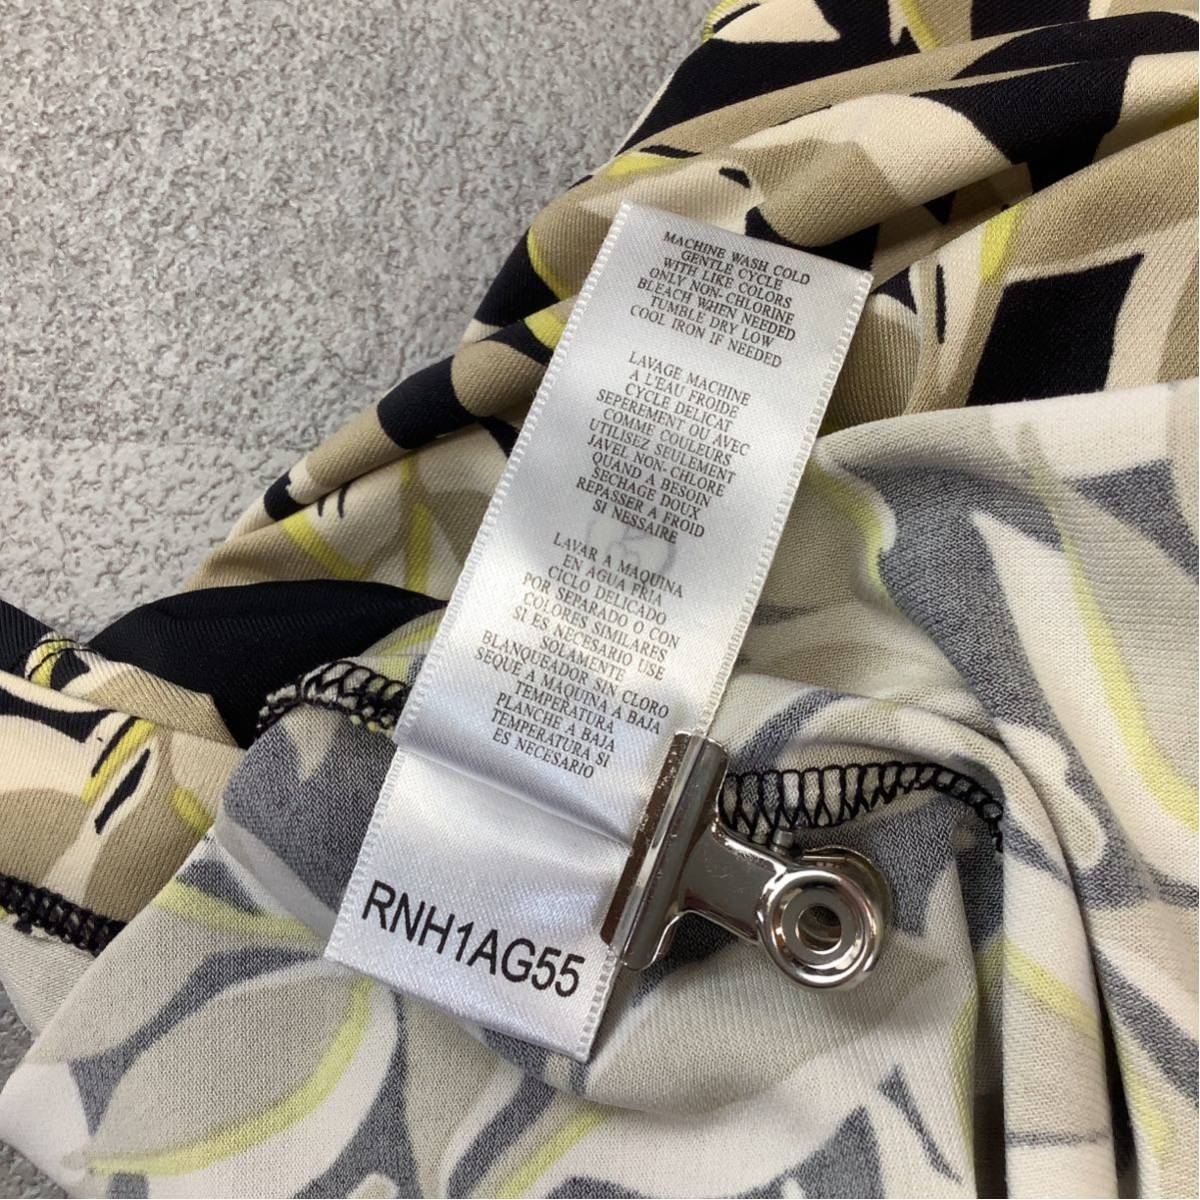 MACHINE WASH COLD
GENTLE CYCLE
WITH LIKE COLORS
ONLY NON-CHLORINE
BLEACH WHEN NEEDED
TUMBLE DRY LOW
COOL IRON IF NEEDED
LAVAGE MACHINE
A L'EAU FROIDE
CYCLE DELICAT
SEPEREMENT OU AVEC
COMME COULEURS
UTILISEZ SEULEMENT
JAVEL NON-CHLORE
QUAND A BESOIN
SECHAGE DOUX
REPASSER A FROID
SI NESSAIRE
LAVAR A MAQUINA
EN AGUA FRIA
CICLO DELICADO
POR SEPARADO O CON
COLORES SIMILARES
SI ES NECESARIO USE
SOLAMENTE
BLANQUEADOR SIN CLORO
SEQUE A MAQUINA A BAJA
TEMPERATURA
PLANCHE A BAJA
TEMPERATURA SI
ES NECESARIO
RNH1AG55